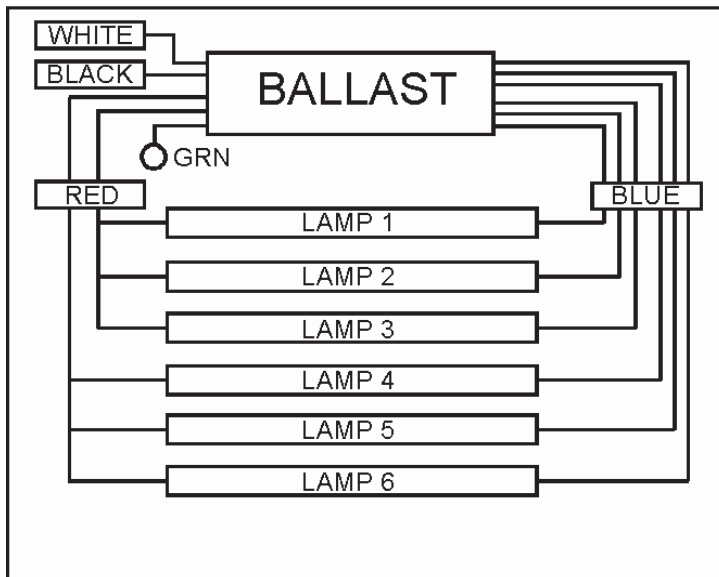 WHITE
BLACK
BALLAST
GRN
RED
BLUE
LAMP 1
LAMP 2
LAMP 3
LAMP 4
LAMP 5
LAMP 6